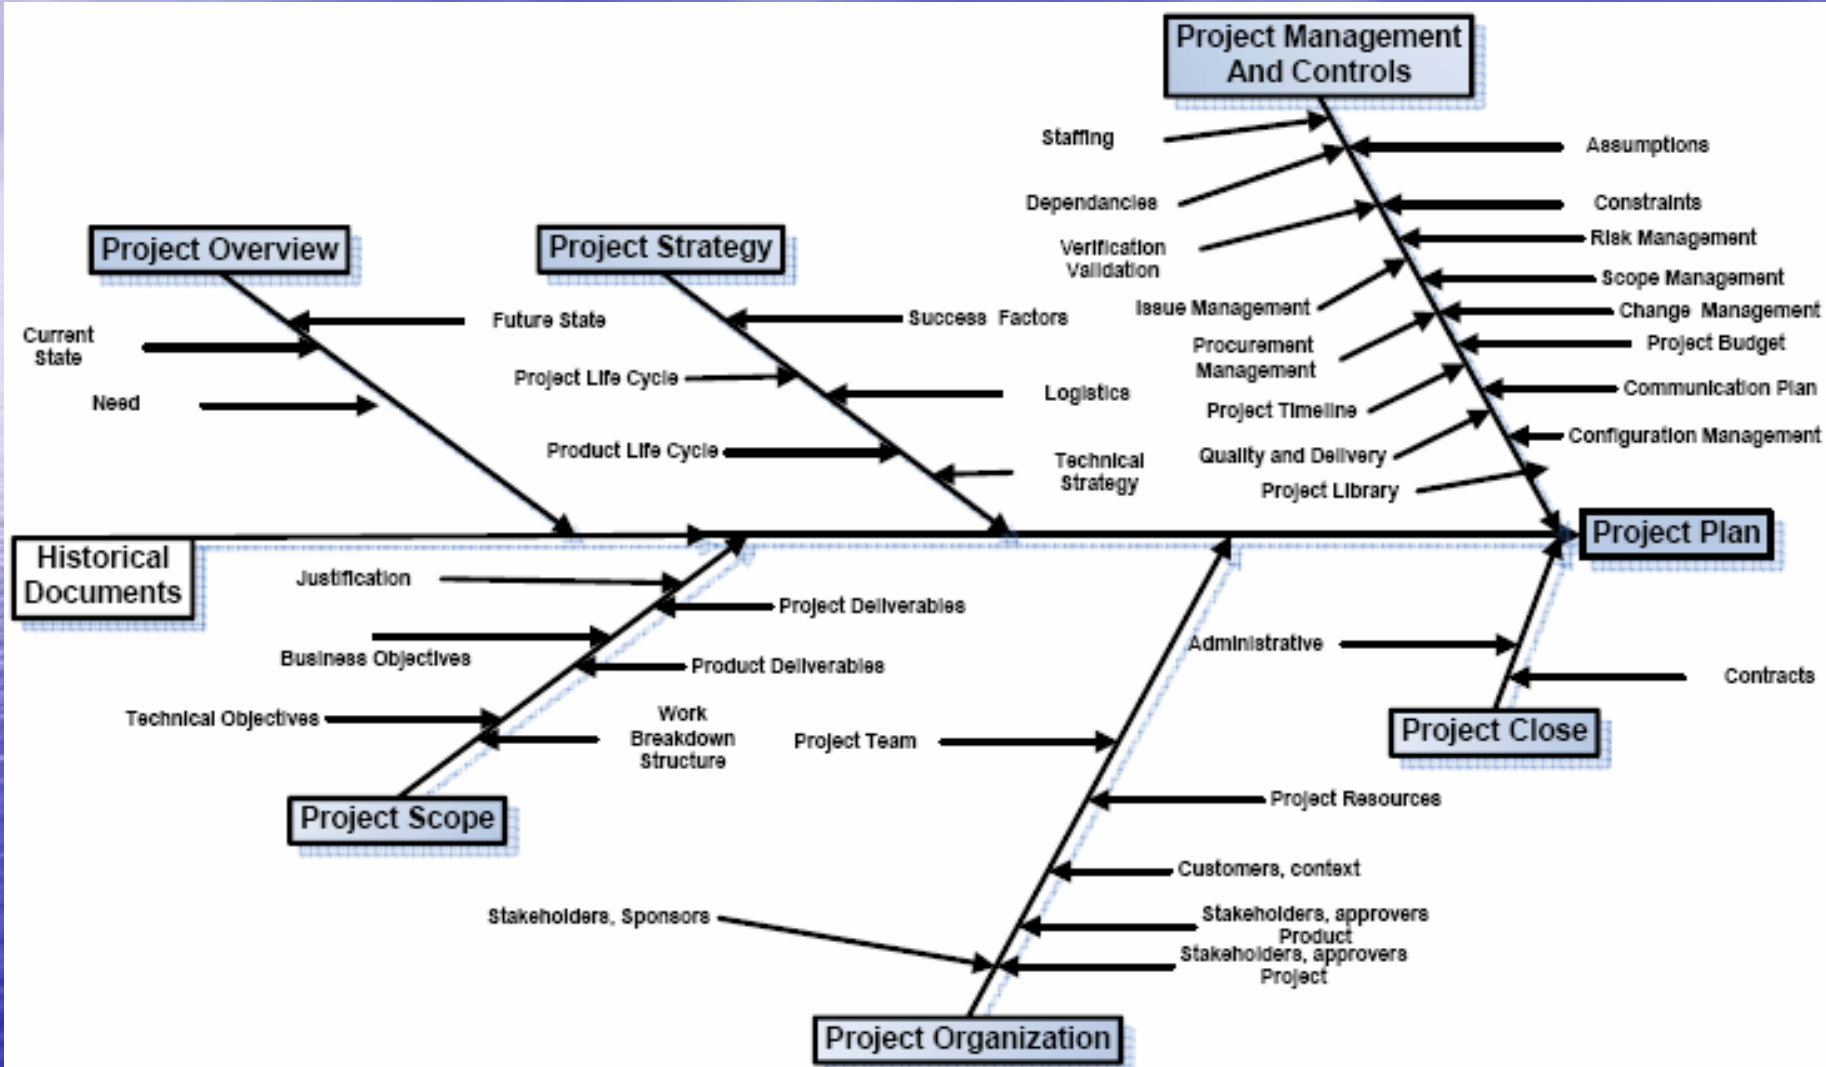 Project Management
And Controls
Staffing
Assumptions
Dependancies
Constraints
Verification
Validation
Risk Management
Scope Management
Issue Management
Change Management
Procurement
Management
Project Budget
Communication Plan
Project Timeline
Configuration Management
Quality and Delivery
Project Library
Project Overview
Future State
Current
State
Need
Project Strategy
Success Factors
Project Life Cycle
Logistics
Product Life Cycle
Technical
Strategy
Historical
Documents
Project Plan
Justification
Project Deliverables
Business Objectives
Product Deliverables
Technical Objectives
Work
Breakdown
Structure
Project Scope
Project Team
Project Resources
Customers, context
Stakeholders, Sponsors
Stakeholders, approvers
Product
Stakeholders, approvers
Project
Project Organization
Administrative
Contracts
Project Close